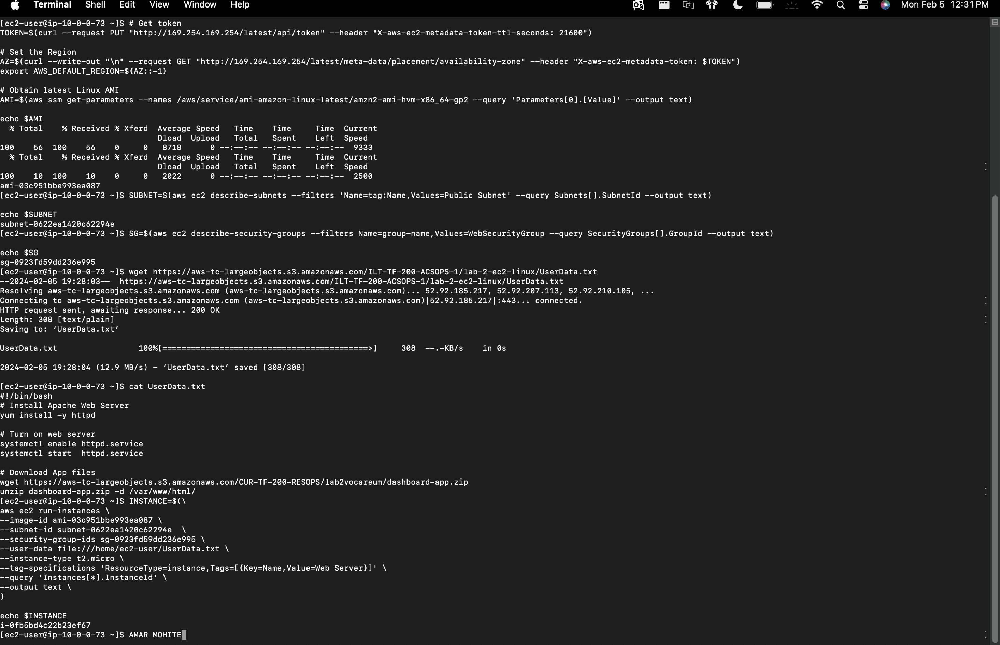 Terminal Shell Edit View Window Help Mon Feb 5 12:31 PM
[ec2-user@ip-10-0-0-73 ~]$ # Get token
TOKEN=$(curl --request PUT "http://169.254.169.254/latest/api/token" --header "X-aws-ec2-metadata-token-ttl-seconds: 21600")
# Set the Region
AZ=$(curl --write-out "\n" --request GET "http://169.254.169.254/latest/meta-data/placement/availability-zone" --header "X-aws-ec2-metadata-token: $TOKEN")
export AWS_DEFAULT_REGION=${AZ::-1}
# Obtain latest Linux AMI
AMI=$(aws ssm get-parameters --names /aws/service/ami-amazon-linux-latest/amzn2-ami-hvm-x86_64-gp2 --query 'Parameters[0].[Value]' --output text)
echo $AMI
  % Total    % Received % Xferd  Average Speed   Time    Time     Time  Current
                                 Dload  Upload   Total   Spent    Left  Speed
100    56  100    56    0     0   8718      0 --:--:-- --:--:-- --:--:--  9333
  % Total    % Received % Xferd  Average Speed   Time    Time     Time  Current
                                 Dload  Upload   Total   Spent    Left  Speed
100    10  100    10    0     0   2022      0 --:--:-- --:--:-- --:--:--  2500
ami-03c951bbe993ea087
[ec2-user@ip-10-0-0-73 ~]$ SUBNET=$(aws ec2 describe-subnets --filters 'Name=tag:Name,Values=Public Subnet' --query Subnets[].SubnetId --output text)
echo $SUBNET
subnet-0622ea1420c62294e
[ec2-user@ip-10-0-0-73 ~]$ SG=$(aws ec2 describe-security-groups --filters Name=group-name,Values=WebSecurityGroup --query SecurityGroups[].GroupId --output text)
echo $SG
sg-0923fd59dd236e995
[ec2-user@ip-10-0-0-73 ~]$ wget https://aws-tc-largeobjects.s3.amazonaws.com/ILT-TF-200-ACSOPS-1/lab-2-ec2-linux/UserData.txt
--2024-02-05 19:28:03--  https://aws-tc-largeobjects.s3.amazonaws.com/ILT-TF-200-ACSOPS-1/lab-2-ec2-linux/UserData.txt
Resolving aws-tc-largeobjects.s3.amazonaws.com (aws-tc-largeobjects.s3.amazonaws.com)... 52.92.185.217, 52.92.207.113, 52.92.210.105, ...
Connecting to aws-tc-largeobjects.s3.amazonaws.com (aws-tc-largeobjects.s3.amazonaws.com)|52.92.185.217|:443... connected.
HTTP request sent, awaiting response... 200 OK
Length: 308 [text/plain]
Saving to: ‘UserData.txt’
UserData.txt                 100%[===========================================>]     308  --.-KB/s    in 0s
2024-02-05 19:28:04 (12.9 MB/s) - ‘UserData.txt’ saved [308/308]
[ec2-user@ip-10-0-0-73 ~]$ cat UserData.txt
#!/bin/bash
# Install Apache Web Server
yum install -y httpd
# Turn on web server
systemctl enable httpd.service
systemctl start  httpd.service
# Download App files
wget https://aws-tc-largeobjects.s3.amazonaws.com/CUR-TF-200-RESOPS/lab2vocareum/dashboard-app.zip
unzip dashboard-app.zip -d /var/www/html/
[ec2-user@ip-10-0-0-73 ~]$ INSTANCE=$(\
aws ec2 run-instances \
--image-id ami-03c951bbe993ea087 \
--subnet-id subnet-0622ea1420c62294e  \
--security-group-ids sg-0923fd59dd236e995 \
--user-data file:///home/ec2-user/UserData.txt \
--instance-type t2.micro \
--tag-specifications 'ResourceType=instance,Tags=[{Key=Name,Value=Web Server}]' \
--query 'Instances[*].InstanceId' \
--output text \
)
echo $INSTANCE
i-0fb5bd4c22b23ef67
[ec2-user@ip-10-0-0-73 ~]$ AMAR MOHITE